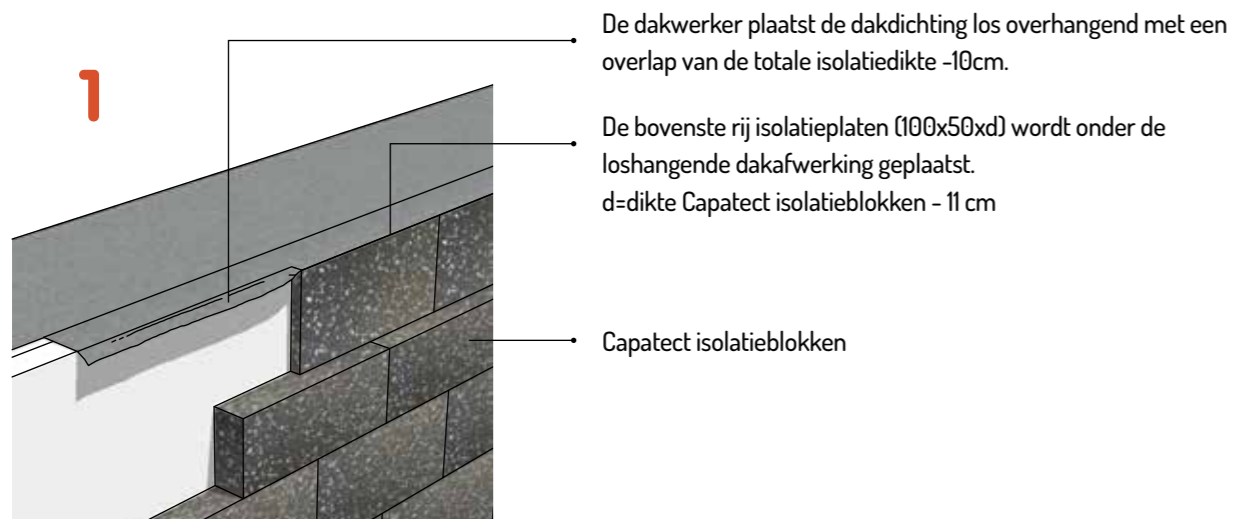 1
De dakwerker plaatst de dakdichting los overhangend met een
overlap van de totale isolatiedikte -10cm.
De bovenste rij isolatieplaten (100x50xd) wordt onder de
loshangende dakafwerking geplaatst.
d=dikte Capatect isolatieblokken - 11 cm
Capatect isolatieblokken